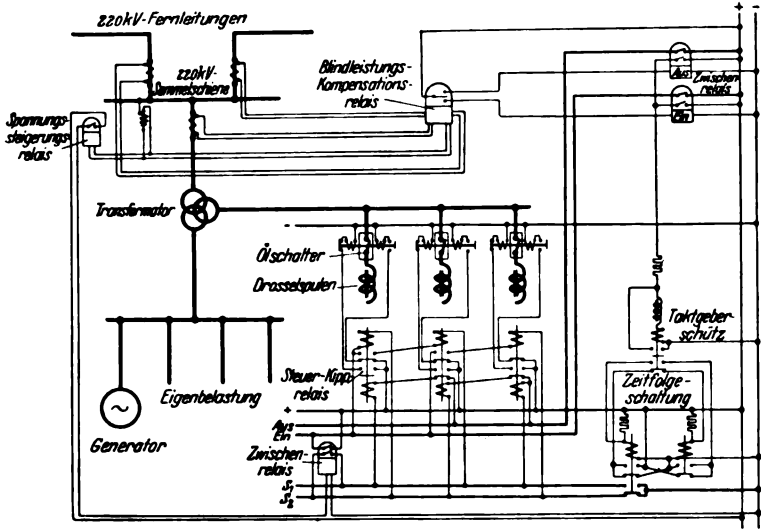 220kV-Fernleitungen
+ -
220kV-
Sammelschiene
Blindleistungs-
Kompensations-
relais
Aus
Zwischen
relais
Ein
Spannungs-
steigerungs-
relais
Transformator
-
Ölschalter
Drosselspulen
Taktgeber-
schütz
Steuer-Kipp-
relais
Zeitfolge-
schaltung
Eigenbelastung
~
Generator
+
Aus
Ein
Zwischen-
relais
S1
S2
+ -